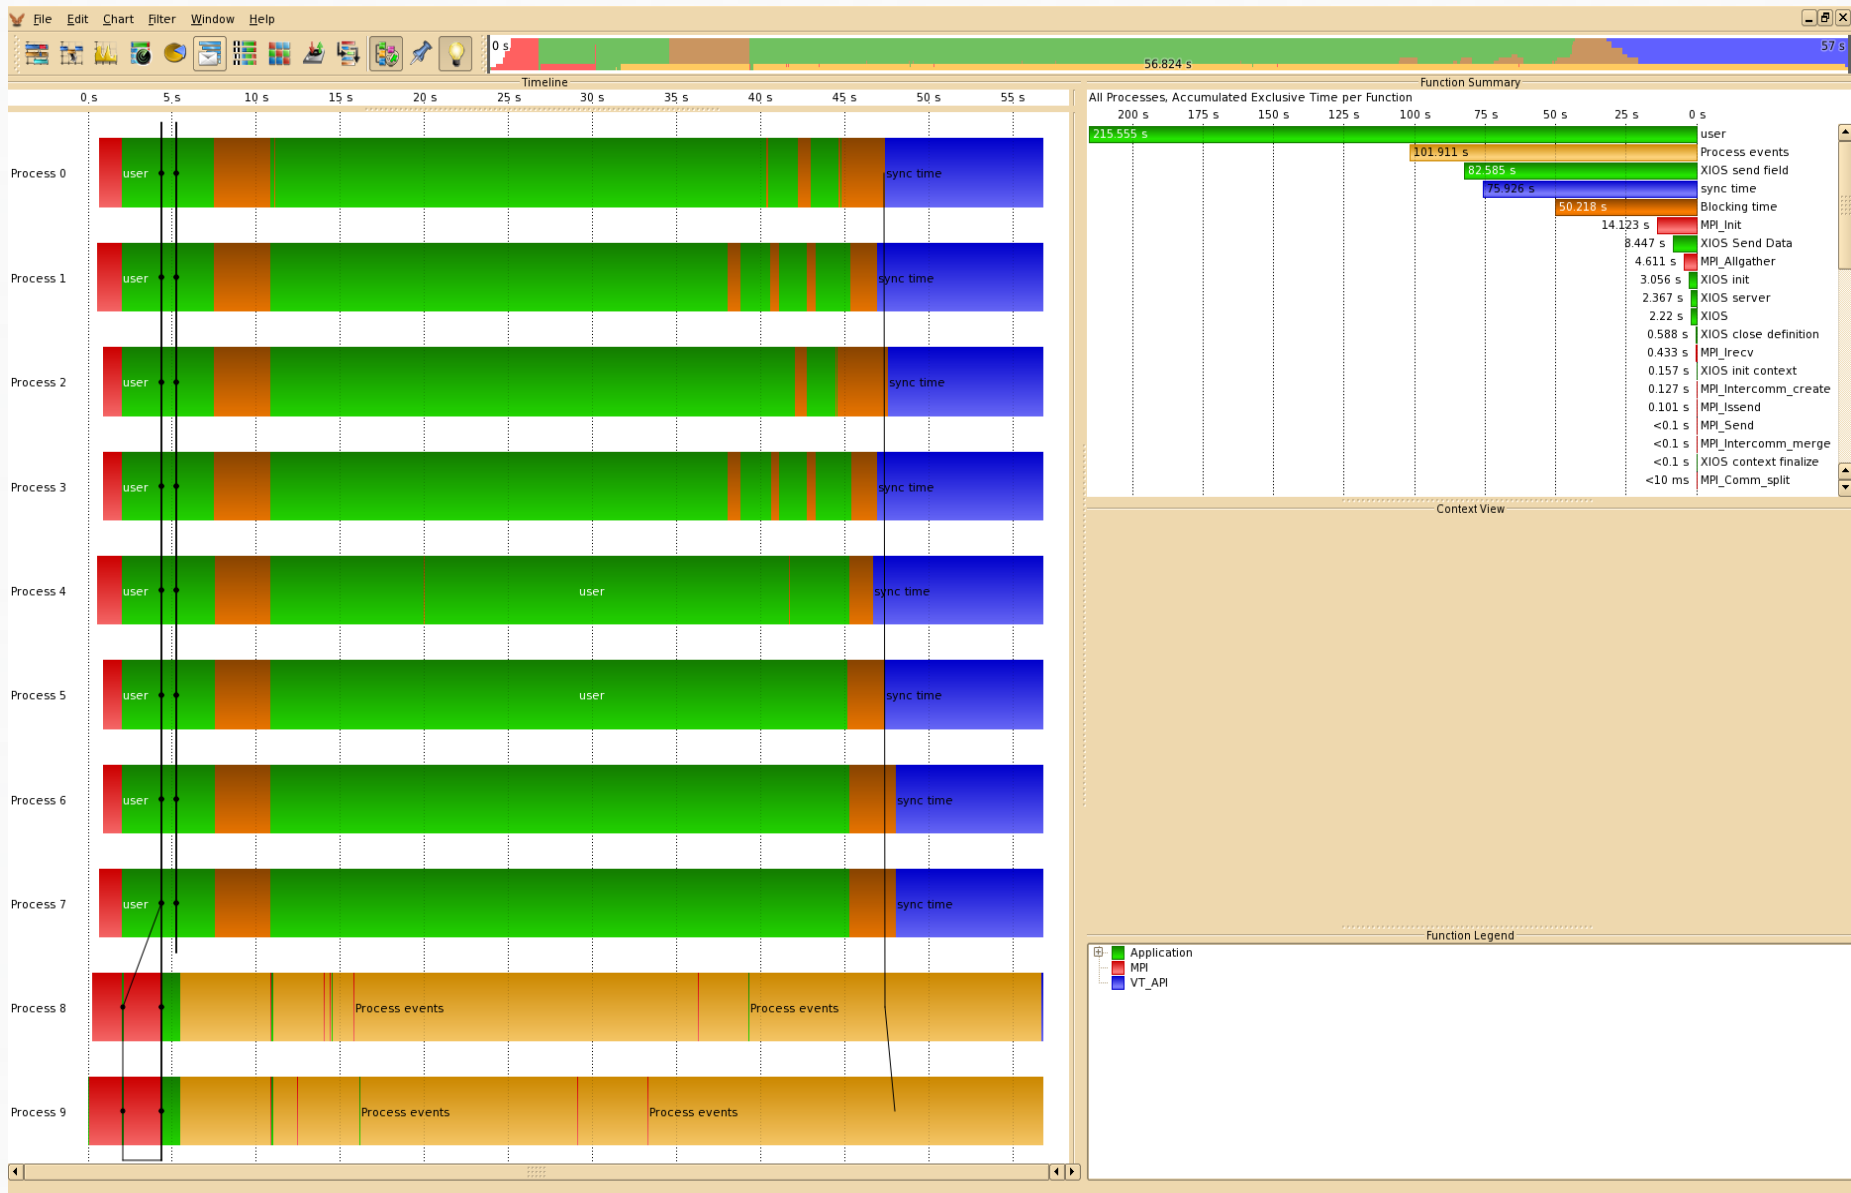 File Edit Chart Filter Window Help
0 s
56.824 s
57 s
Timeline
0 s 5 s 10 s 15 s 20 s 25 s 30 s 35 s 40 s 45 s 50 s 55 s
Process 0 user sync time
Process 1 user sync time
Process 2 user sync time
Process 3 user sync time
Process 4 user user sync time
Process 5 user user sync time
Process 6 user sync time
Process 7 user sync time
Process 8 Process events Process events
Process 9 Process events Process events
Function Summary
All Processes, Accumulated Exclusive Time per Function
200 s 175 s 150 s 125 s 100 s 75 s 50 s 25 s 0 s
215.555 s user
101.911 s Process events
82.585 s XIOS send field
75.926 s sync time
50.218 s Blocking time
14.123 s MPI_Init
8.447 s XIOS Send Data
4.611 s MPI_Allgather
3.056 s XIOS init
2.367 s XIOS server
2.22 s XIOS
0.588 s XIOS close definition
0.433 s MPI_Irecv
0.157 s XIOS init context
0.127 s MPI_Intercomm_create
0.101 s MPI_Issend
<0.1 s MPI_Send
<0.1 s MPI_Intercomm_merge
<0.1 s XIOS context finalize
<10 ms MPI_Comm_split
Context View
Function Legend
Application
MPI
VT_API